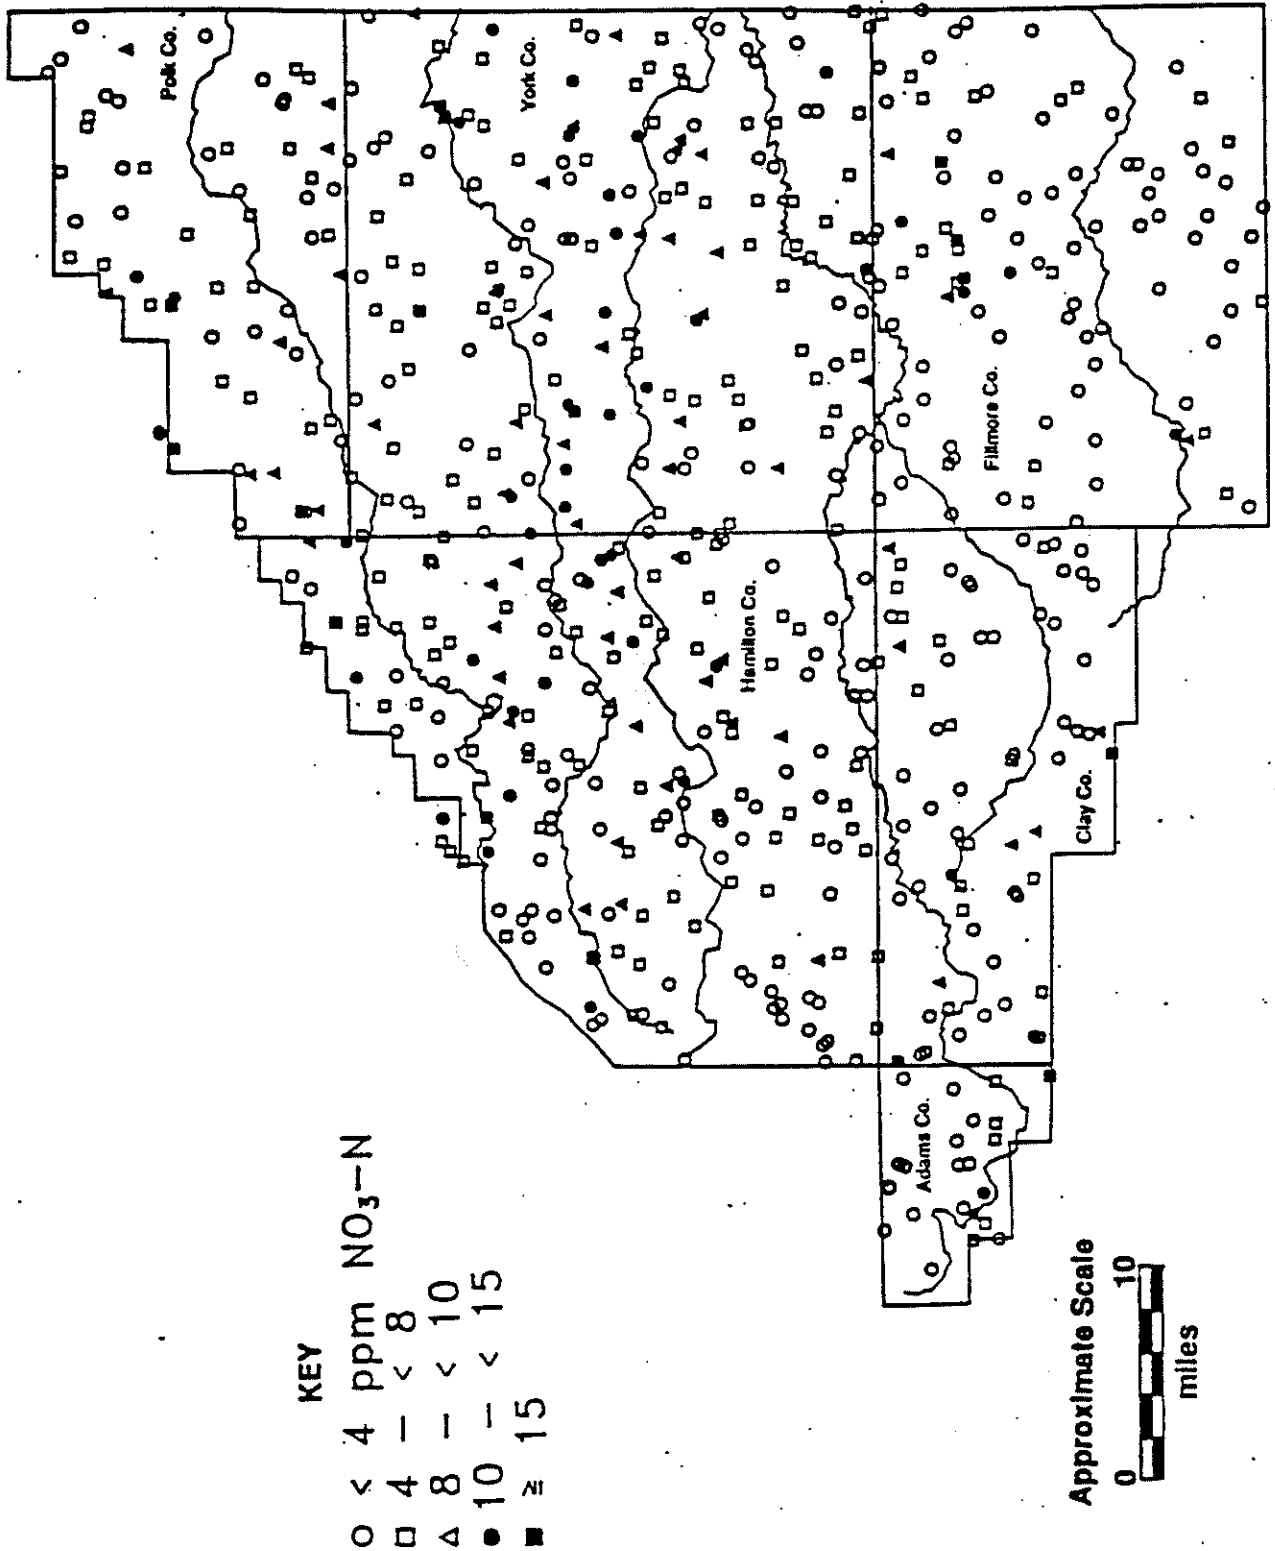 KEY
○ < 4 ppm NO₃-N
□ 4 - < 8
△ 8 - < 10
● 10 - < 15
■ ≥ 15
Polk Co.
York Co.
Hamilton Co.
Fillmore Co.
Clay Co.
Adams Co.
Approximate Scale
0 10
miles